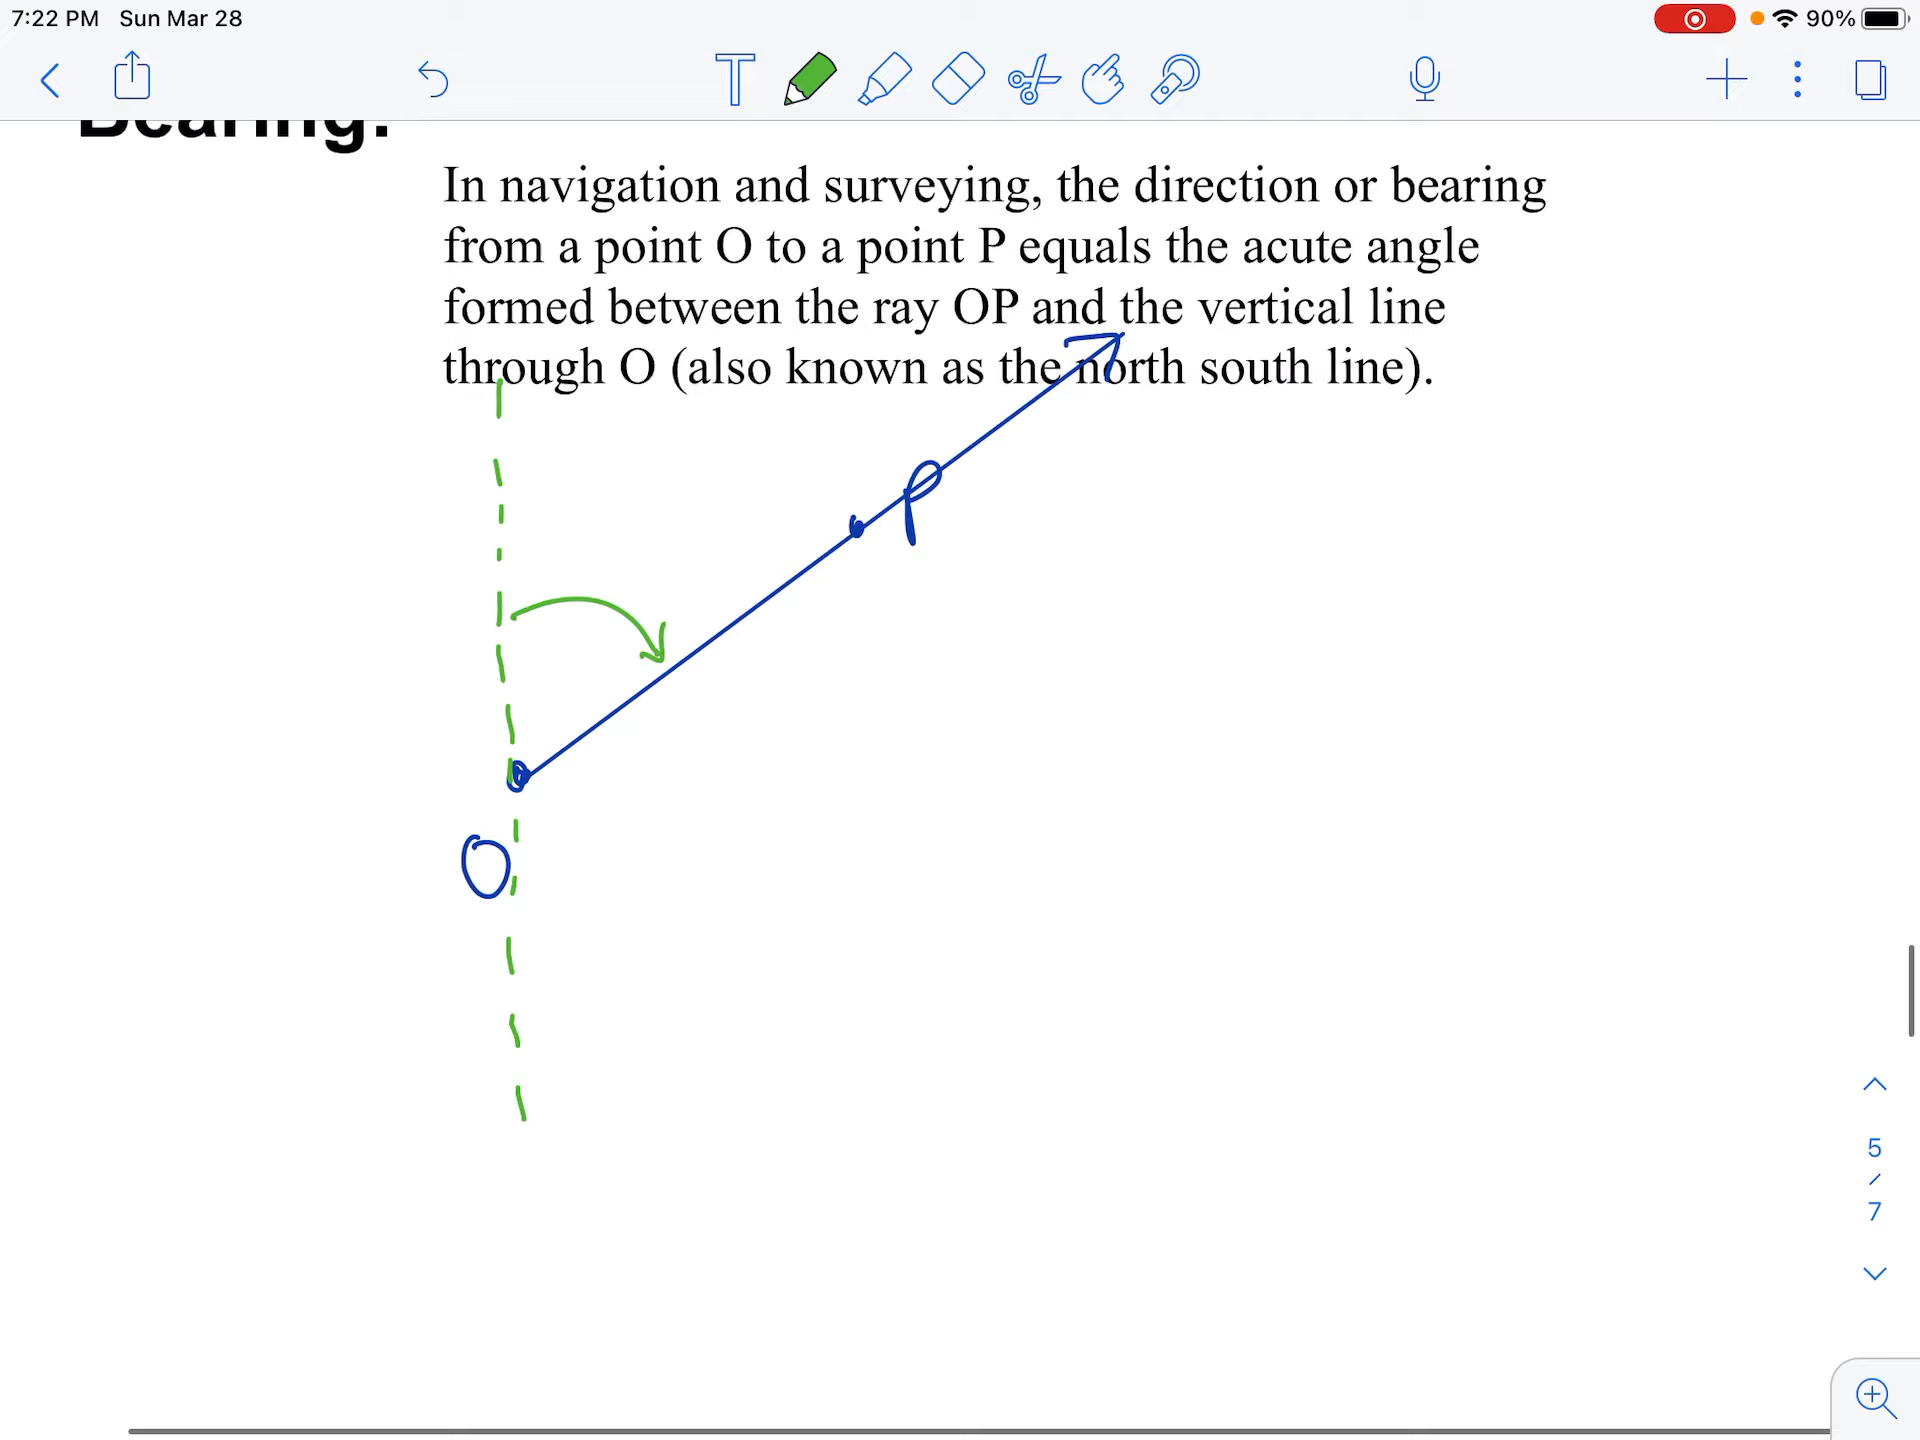 7:22 PM Sun Mar 28
90%
T
Bearing:
In navigation and surveying, the direction or bearing
from a point O to a point P equals the acute angle
formed between the ray OP and the vertical line
through O (also known as the north south line).
P
O
5
/
7